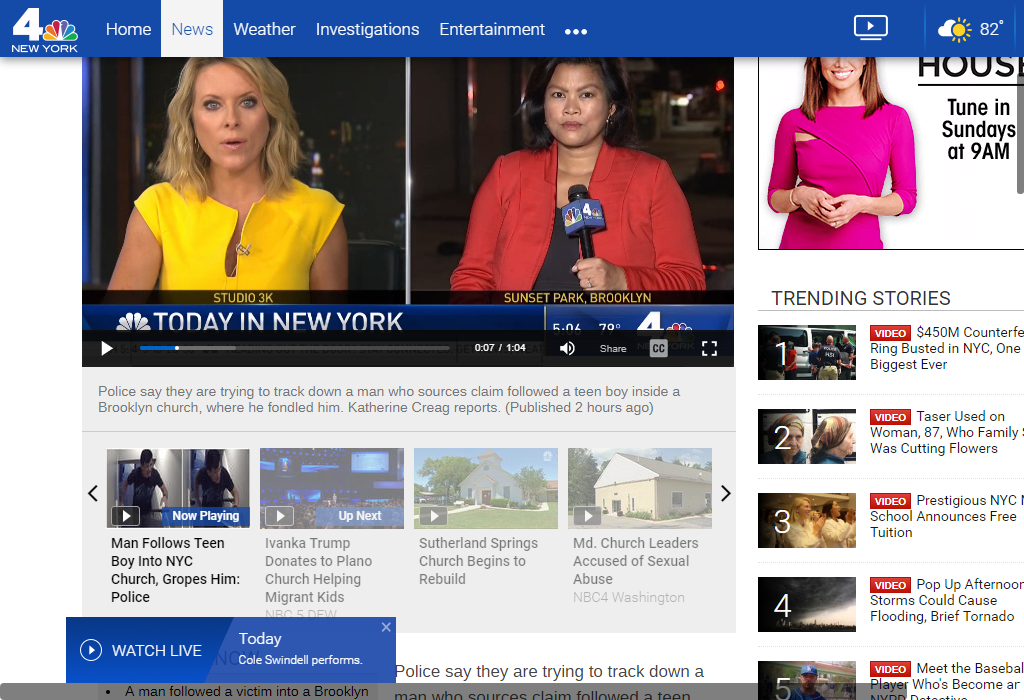 4
NEW YORK
Home
News
Weather
Investigations
Entertainment
82°
HOUSE
Tune in
Sundays
at 9AM
4
NEW YORK
STUDIO 3K
SUNSET PARK, BROOKLYN
TODAY IN NEW YORK
5:06 78°
4
0:07 / 1:04
Share
CC
Police say they are trying to track down a man who sources claim followed a teen boy inside a
Brooklyn church, where he fondled him. Katherine Creag reports. (Published 2 hours ago)
Now Playing
Man Follows Teen
Boy Into NYC
Church, Gropes Him:
Police
Up Next
Ivanka Trump
Donates to Plano
Church Helping
Migrant Kids
NBC 5 DFW
Sutherland Springs
Church Begins to
Rebuild
Md. Church Leaders
Accused of Sexual
Abuse
NBC4 Washington
WATCH LIVE
Today
Cole Swindell performs.
NOW
• A man followed a victim into a Brooklyn
Police say they are trying to track down a
man who sources claim followed a teen
TRENDING STORIES
1
VIDEO $450M Counterfe
Ring Busted in NYC, One
Biggest Ever
2
VIDEO Taser Used on
Woman, 87, Who Family S
Was Cutting Flowers
3
VIDEO Prestigious NYC M
School Announces Free
Tuition
4
VIDEO Pop Up Afternoon
Storms Could Cause
Flooding, Brief Tornado
5
VIDEO Meet the Basebal
Player Who's Become ar
NYPD Detective